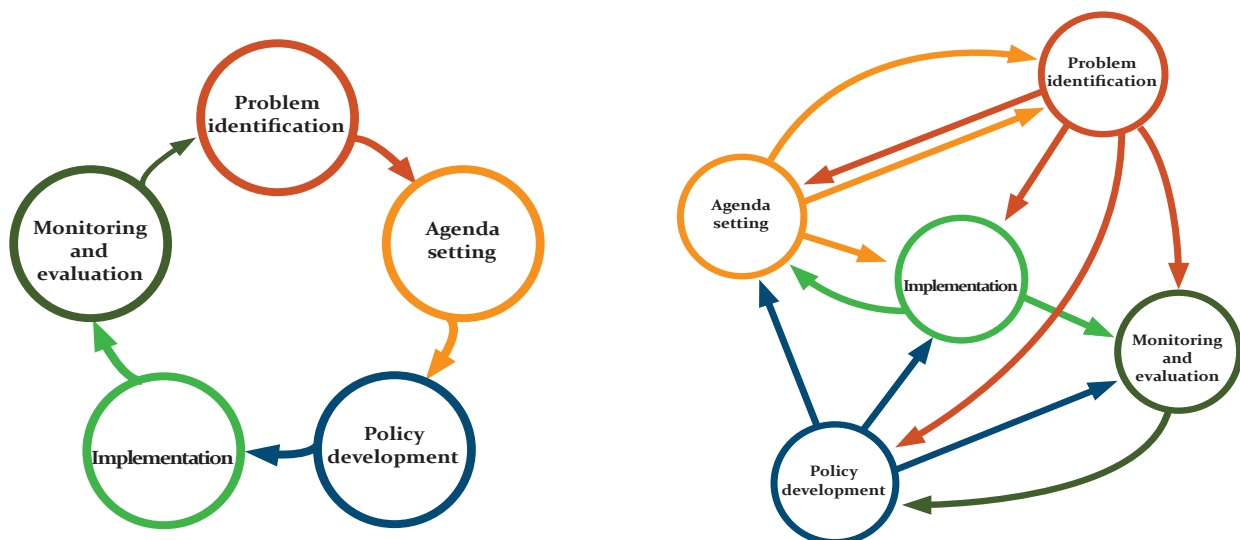 Problem
identification
Agenda
setting
Policy
development
Implementation
Monitoring
and
evaluation
Problem
identification
Agenda
setting
Implementation
Monitoring
and
evaluation
Policy
development